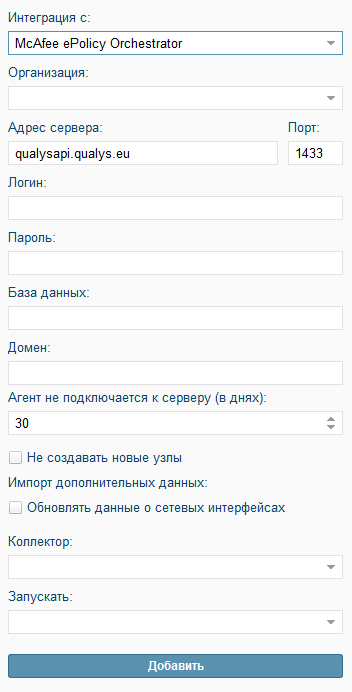 Интеграция с:
McAfee ePolicy Orchestrator
Организация:
Адрес сервера: Порт:
qualysapi.qualys.eu 1433
Логин:
Пароль:
База данных:
Домен:
Агент не подключается к серверу (в днях):
30
Не создавать новые узлы
Импорт дополнительных данных:
Обновлять данные о сетевых интерфейсах
Коллектор:
Запускать:
Добавить